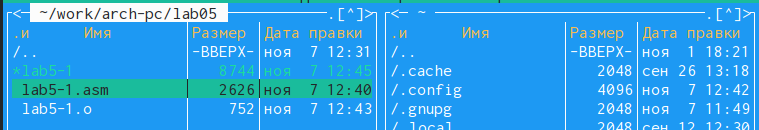 <─ ~/work/arch-pc/lab05 ─.[^]>
.и Имя Размер Дата правки
/.. -ВВЕРХ- ноя 7 12:31
*lab5-1 8744 ноя 7 12:45
lab5-1.asm 2626 ноя 7 12:40
lab5-1.o 752 ноя 7 12:43
<─ ~ ─.[^]>
.и Имя Размер Дата правки
/.. -ВВЕРХ- ноя 1 18:21
/.cache 2048 сен 26 13:18
/.config 4096 ноя 7 12:42
/.gnupg 2048 ноя 7 11:49
/.local 2048 сен 12 12:30